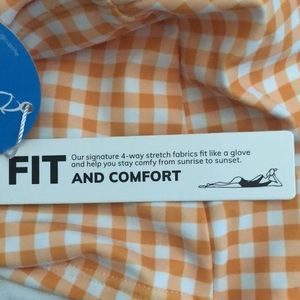 FIT
Our signature 4-way stretch fabrics fit like a glove
and help you stay comfy from sunrise to sunset.
AND COMFORT